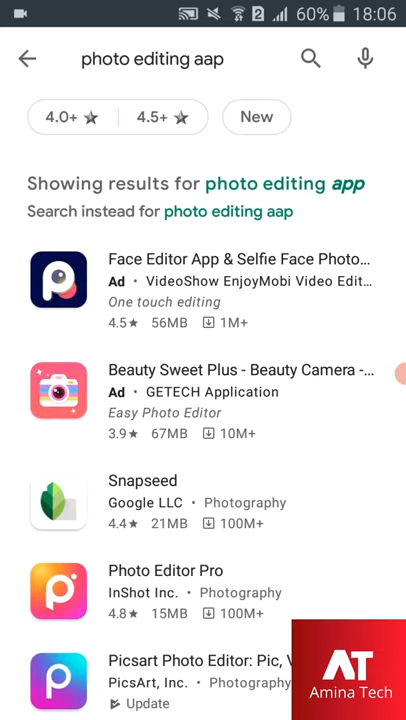 60% 18:06
photo editing aap
4.0+ 4.5+ New
Showing results for photo editing app
Search instead for photo editing aap
Face Editor App & Selfie Face Photo...
Ad • VideoShow EnjoyMobi Video Edit...
One touch editing
4.5★ 56MB 1M+
Beauty Sweet Plus - Beauty Camera -...
Ad • GETECH Application
Easy Photo Editor
3.9★ 67MB 10M+
Snapseed
Google LLC • Photography
4.4★ 21MB 100M+
Photo Editor Pro
InShot Inc. • Photography
4.8★ 15MB 100M+
Picsart Photo Editor: Pic, V
PicsArt, Inc. • Photography
Update
AT
Amina Tech